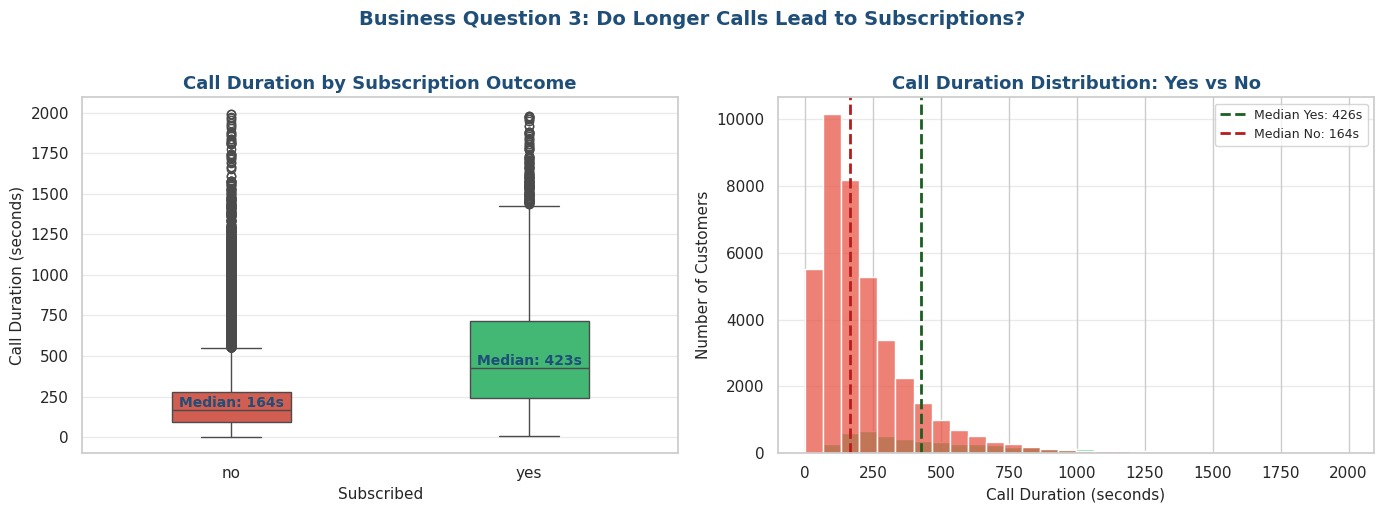 Business Question 3: Do Longer Calls Lead to Subscriptions?
Call Duration by Subscription Outcome
Call Duration (seconds)
2000
1750
1500
1250
1000
750
500
250
0
Median: 164s
Median: 423s
no
yes
Subscribed
Call Duration Distribution: Yes vs No
Number of Customers
10000
8000
6000
4000
2000
0
Median Yes: 426s
Median No: 164s
0
250
500
750
1000
1250
1500
1750
2000
Call Duration (seconds)